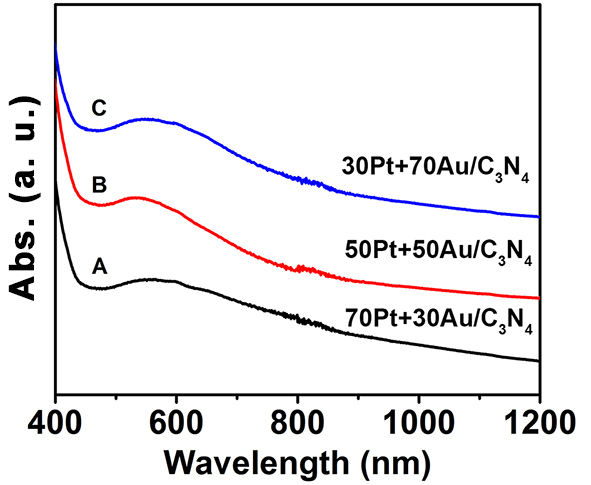 C
30Pt+70Au/C₃N₄
B
50Pt+50Au/C₃N₄
A
70Pt+30Au/C₃N₄
Abs. (a. u.)
400 600 800 1000 1200
Wavelength (nm)